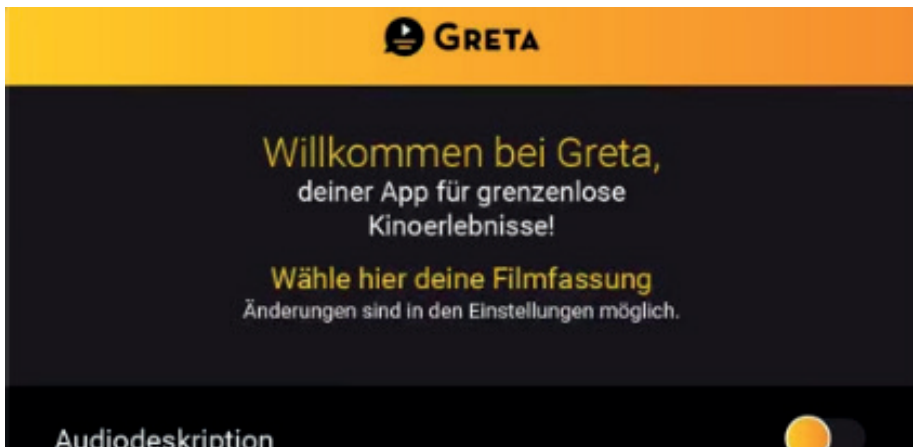 GRETA
Willkommen bei Greta,
deiner App für grenzenlose
Kinoerlebnisse!
Wähle hier deine Filmfassung
Änderungen sind in den Einstellungen möglich.
Audiodeskription